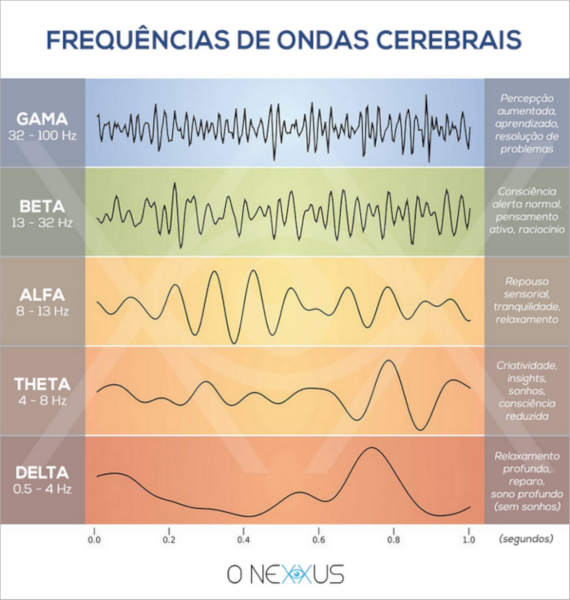 FREQUÊNCIAS DE ONDAS CEREBRAIS
GAMA
32 - 100 Hz
Percepção
aumentada,
aprendizado,
resolução de
problemas
BETA
13 - 32 Hz
Consciência
alerta normal,
pensamento
ativo, raciocínio
ALFA
8 - 13 Hz
Repouso
sensorial,
tranquilidade,
relaxamento
THETA
4 - 8 Hz
Criatividade,
insights,
sonhos,
consciência
reduzida
DELTA
0.5 - 4 Hz
Relaxamento
profundo,
reparo,
sono profundo
(sem sonhos)
0.0 0.2 0.4 0.6 0.8 1.0 (segundos)
O NEXXUS